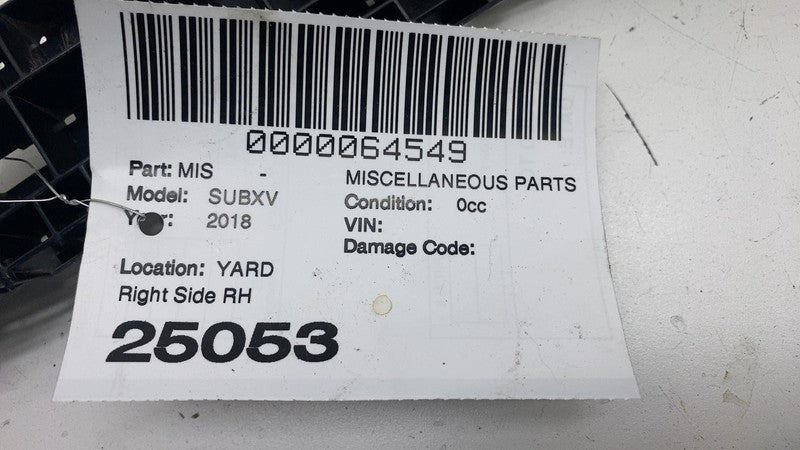 0000064549
Part: MIS - MISCELLANEOUS PARTS
Model: SUBXV Condition: 0cc
Year: 2018 VIN:
Damage Code:
Location: YARD
Right Side RH
25053